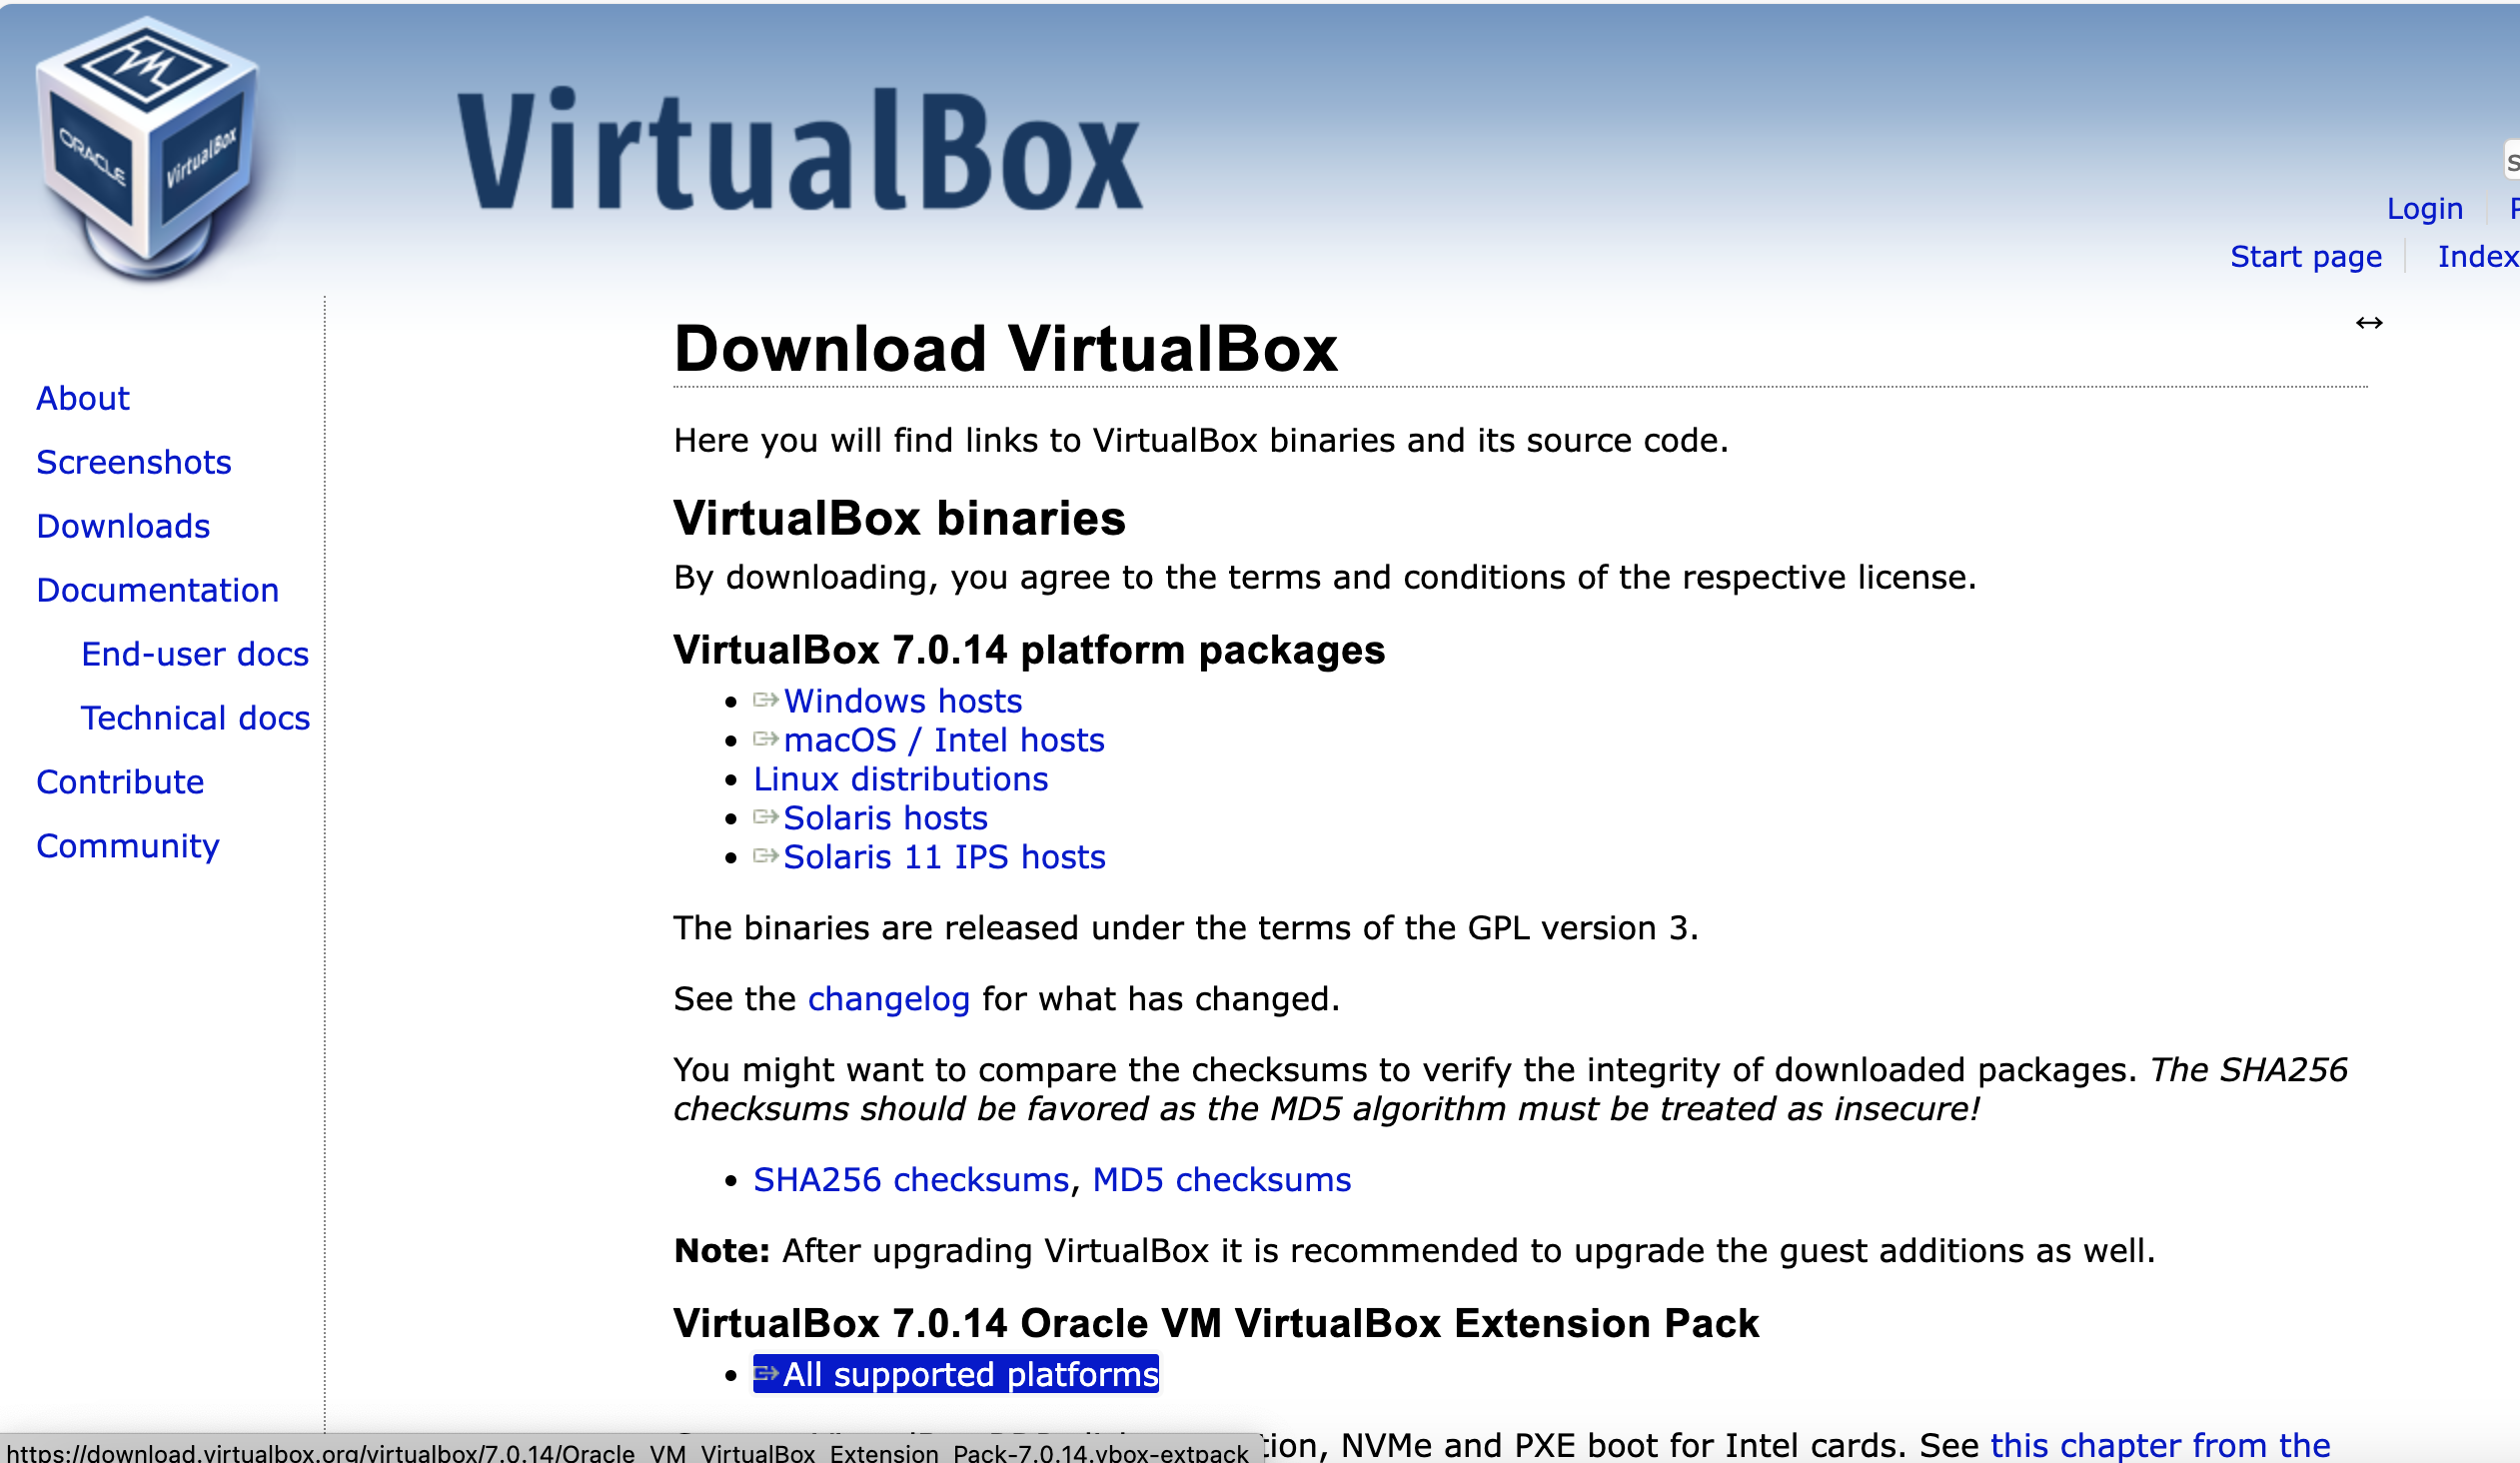 ORACLE
VirtualBox
VirtualBox
Login
Start page
Index
Download VirtualBox
About
Screenshots
Downloads
Documentation
End-user docs
Technical docs
Contribute
Community
Here you will find links to VirtualBox binaries and its source code.
VirtualBox binaries
By downloading, you agree to the terms and conditions of the respective license.
VirtualBox 7.0.14 platform packages
Windows hosts
macOS / Intel hosts
Linux distributions
Solaris hosts
Solaris 11 IPS hosts
The binaries are released under the terms of the GPL version 3.
See the changelog for what has changed.
You might want to compare the checksums to verify the integrity of downloaded packages. The SHA256
checksums should be favored as the MD5 algorithm must be treated as insecure!
SHA256 checksums, MD5 checksums
Note: After upgrading VirtualBox it is recommended to upgrade the guest additions as well.
VirtualBox 7.0.14 Oracle VM VirtualBox Extension Pack
All supported platforms
tion, NVMe and PXE boot for Intel cards. See this chapter from the
https://download.virtualbox.org/virtualbox/7.0.14/Oracle_VM_VirtualBox_Extension_Pack-7.0.14.vbox-extpack